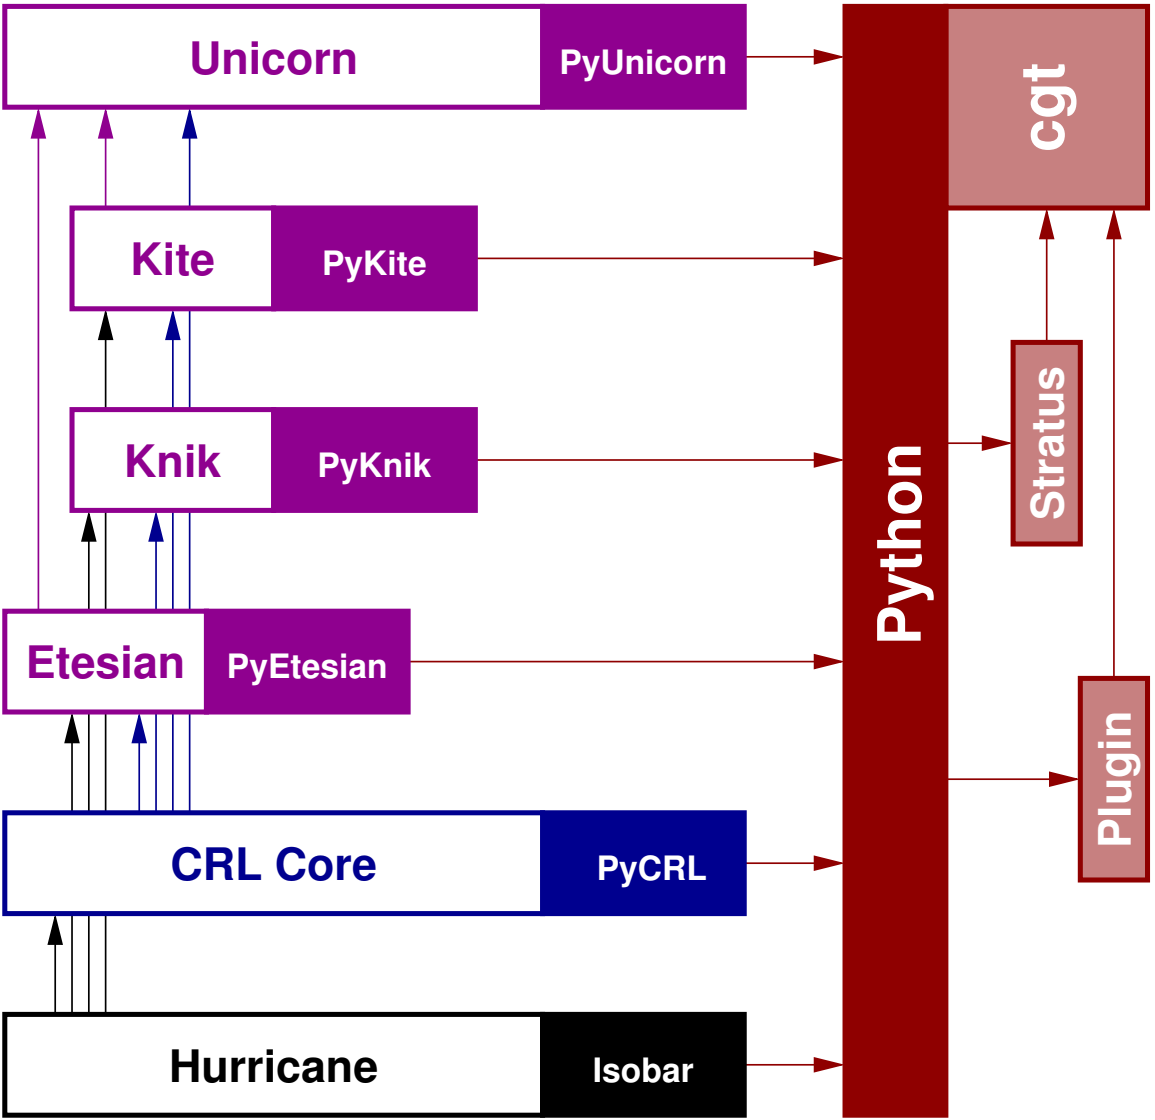 Unicorn
PyUnicorn
cgt
Kite
PyKite
Knik
PyKnik
Stratus
Python
Etesian
PyEtesian
Plugin
CRL Core
PyCRL
Hurricane
Isobar